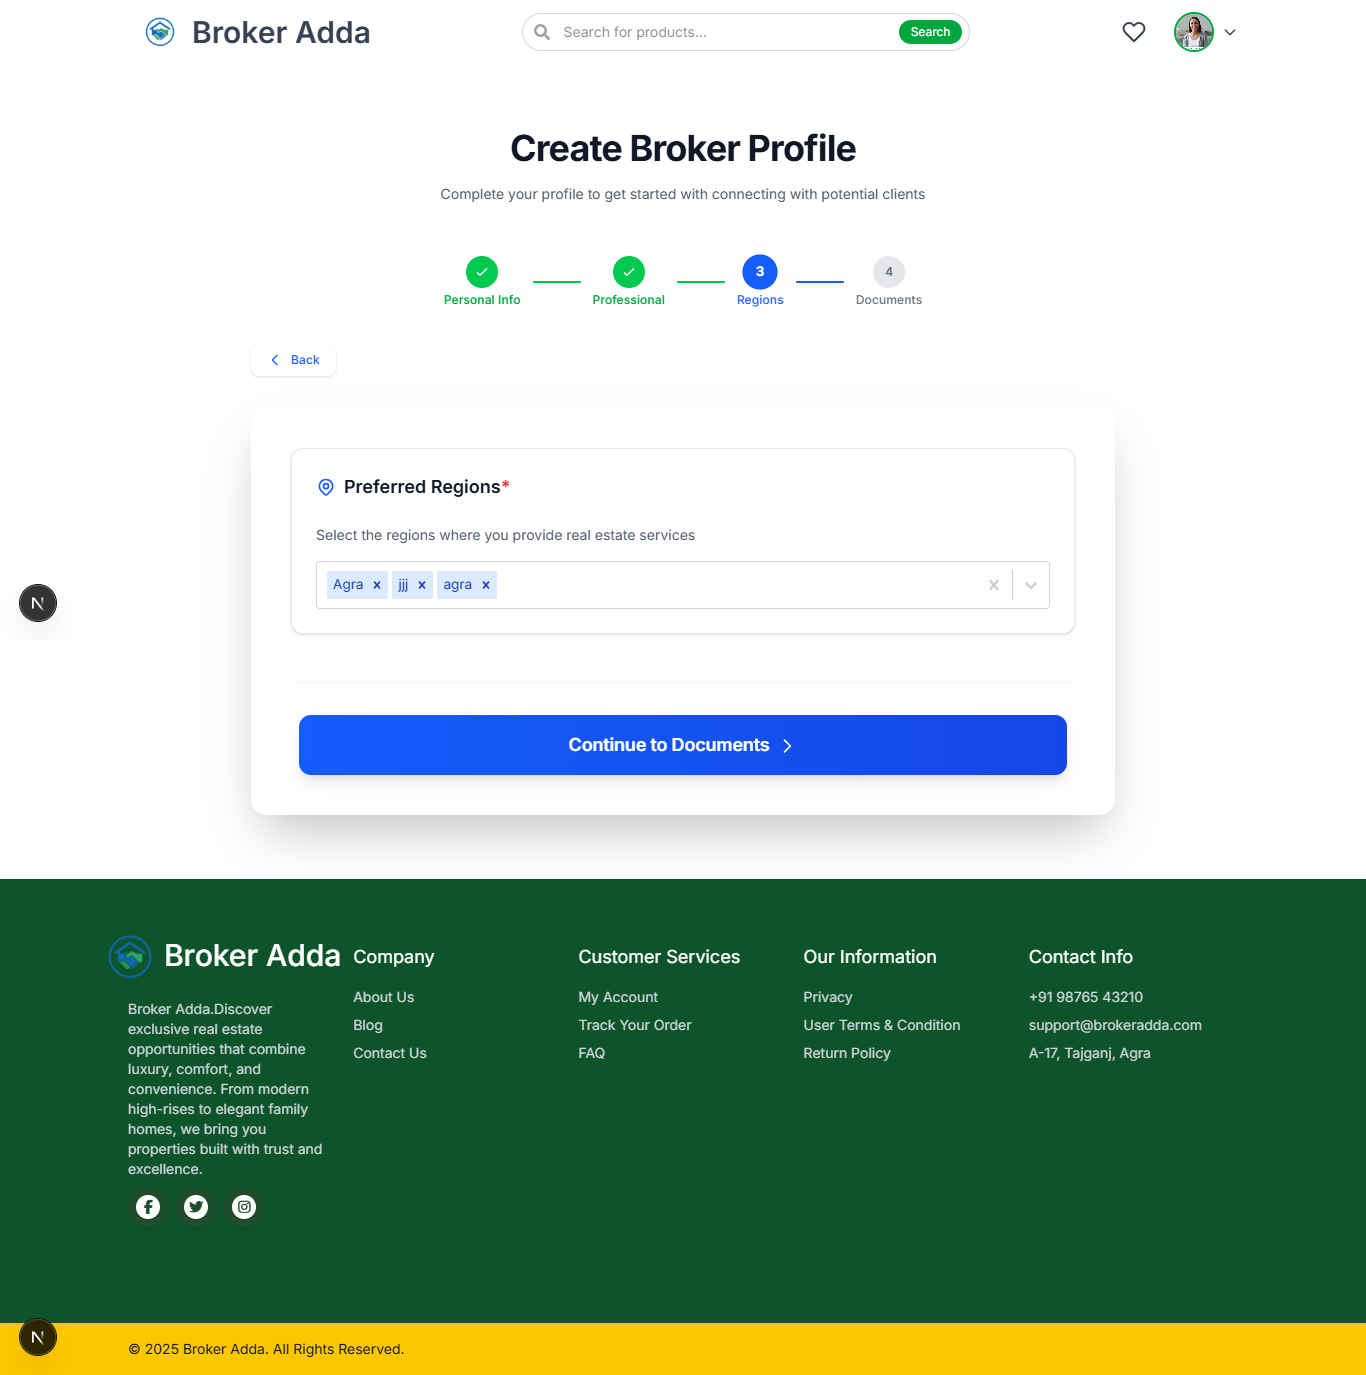 Broker Adda
Search for products...
Search
Create Broker Profile
Complete your profile to get started with connecting with potential clients
Personal Info
Professional
3
Regions
4
Documents
Back
Preferred Regions*
Select the regions where you provide real estate services
Agra
jjj
agra
Continue to Documents
N
Broker Adda
Broker Adda.Discover
exclusive real estate
opportunities that combine
luxury, comfort, and
convenience. From modern
high-rises to elegant family
homes, we bring you
properties built with trust and
excellence.
Company
About Us
Blog
Contact Us
Customer Services
My Account
Track Your Order
FAQ
Our Information
Privacy
User Terms & Condition
Return Policy
Contact Info
+91 98765 43210
support@brokeradda.com
A-17, Tajganj, Agra
N
© 2025 Broker Adda. All Rights Reserved.